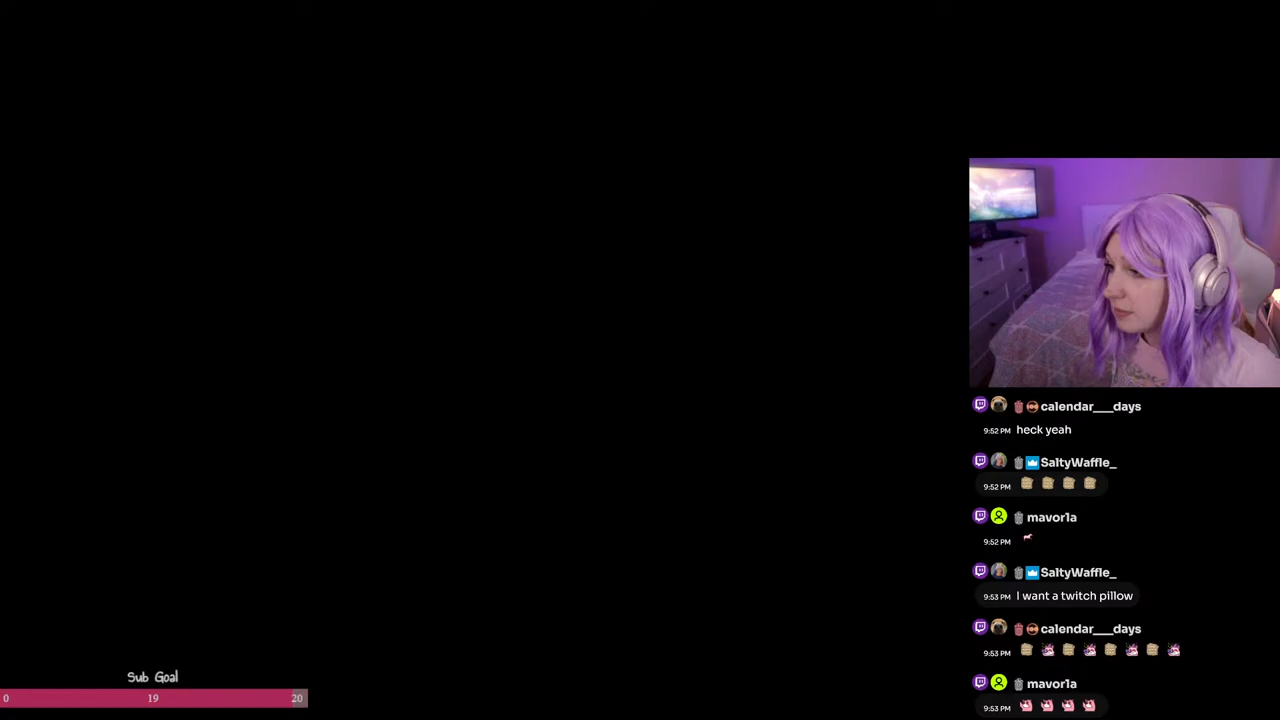 calendar___days
9:52 PM heck yeah
SaltyWaffle_
9:52 PM
mavor1a
9:52 PM
SaltyWaffle_
9:53 PM I want a twitch pillow
calendar___days
9:53 PM
mavor1a
9:53 PM
Sub Goal
0 19 20